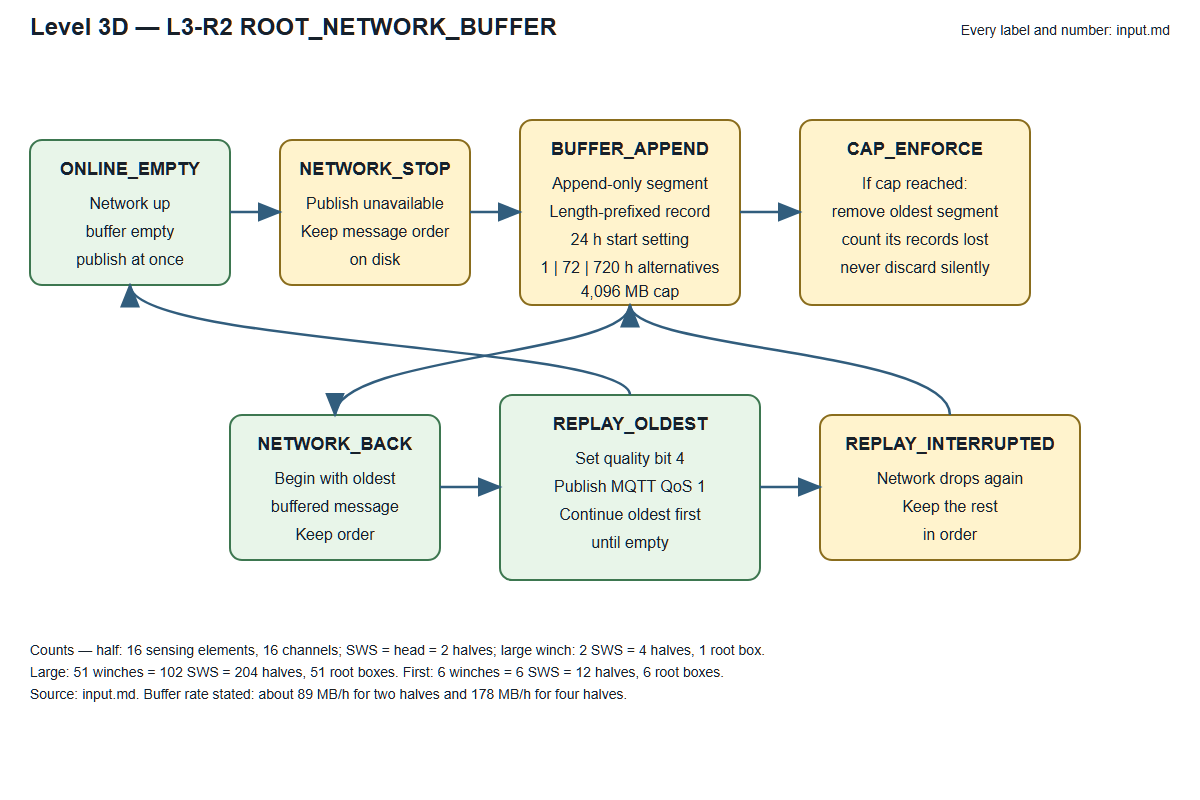 Level 3D — L3-R2 ROOT_NETWORK_BUFFER
Every label and number: input.md
ONLINE_EMPTY
Network up
buffer empty
publish at once
NETWORK_STOP
Publish unavailable
Keep message order
on disk
BUFFER_APPEND
Append-only segment
Length-prefixed record
24 h start setting
1 | 72 | 720 h alternatives
4,096 MB cap
CAP_ENFORCE
If cap reached:
remove oldest segment
count its records lost
never discard silently
NETWORK_BACK
Begin with oldest
buffered message
Keep order
REPLAY_OLDEST
Set quality bit 4
Publish MQTT QoS 1
Continue oldest first
until empty
REPLAY_INTERRUPTED
Network drops again
Keep the rest
in order
Counts — half: 16 sensing elements, 16 channels; SWS = head = 2 halves; large winch: 2 SWS = 4 halves, 1 root box.
Large: 51 winches = 102 SWS = 204 halves, 51 root boxes. First: 6 winches = 6 SWS = 12 halves, 6 root boxes.
Source: input.md. Buffer rate stated: about 89 MB/h for two halves and 178 MB/h for four halves.